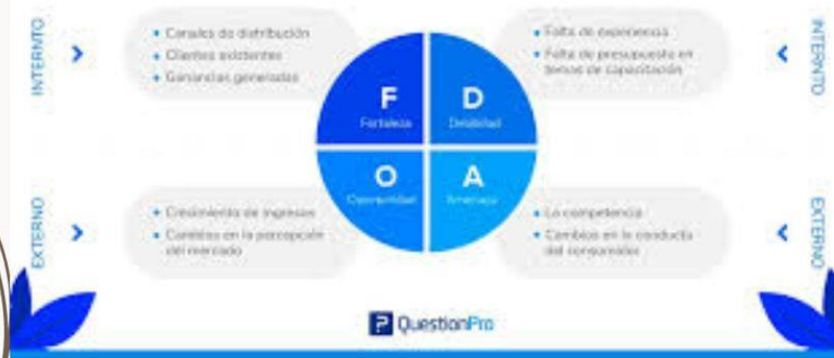 INTERNTO
• Canales de distribución
• Clientes existentes
• Ganancias generadas
F
Fortaleza
D
Debilidad
• Falta de experiencia
• Falta de presupuesto en
temas de capacitación
INTERNTO
EXTERNO
• Crecimiento de ingresos
• Cambios en la percepción
del mercado
O
Oportunidad
A
Amenaza
• La competencia
• Cambios en la conducta
del consumidor
EXTERNO
QuestionPro